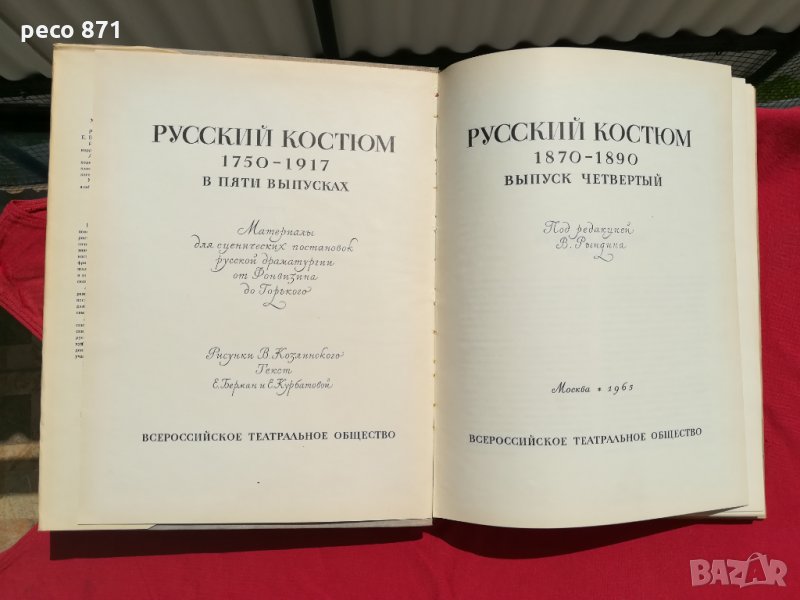 peco 871
РУССКИЙ КОСТЮМ
1750-1917
В ПЯТИ ВЫПУСКАХ
Материалы
для сценических постановок
русской драматургии
от Фонвизина
до Горького
Рисунки В. Козлинского
Текст
Е. Берман и Е. Курбатовой
ВСЕРОССИЙСКОЕ ТЕАТРАЛЬНОЕ ОБЩЕСТВО
РУССКИЙ КОСТЮМ
1870-1890
ВЫПУСК ЧЕТВЕРТЫЙ
Под редакцией
В. Рындина
Москва • 1965
ВСЕРОССИЙСКОЕ ТЕАТРАЛЬНОЕ ОБЩЕСТВО
BAZAR